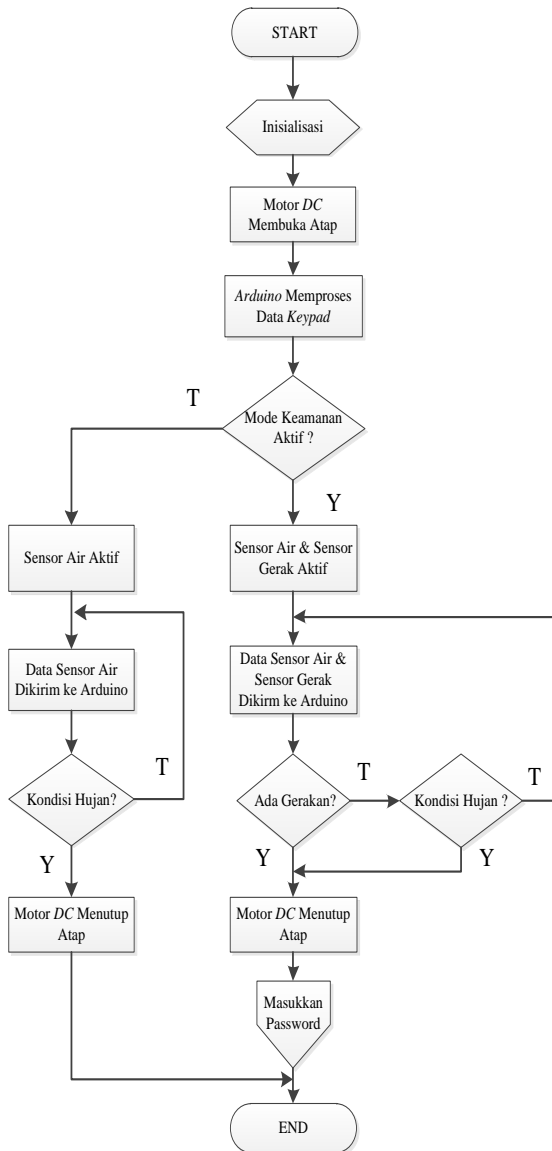 START
Inisialisasi
Motor DC
Membuka Atap
Arduino Memproses
Data Keypad
Mode Keamanan
Aktif ?
T
Y
Sensor Air Aktif
Data Sensor Air
Dikirim ke Arduino
Kondisi Hujan?
T
Y
Motor DC Menutup
Atap
Sensor Air & Sensor
Gerak Aktif
Data Sensor Air &
Sensor Gerak
Dikirm ke Arduino
Ada Gerakan?
T
Y
Kondisi Hujan ?
T
Y
Motor DC Menutup
Atap
Masukkan
Password
END